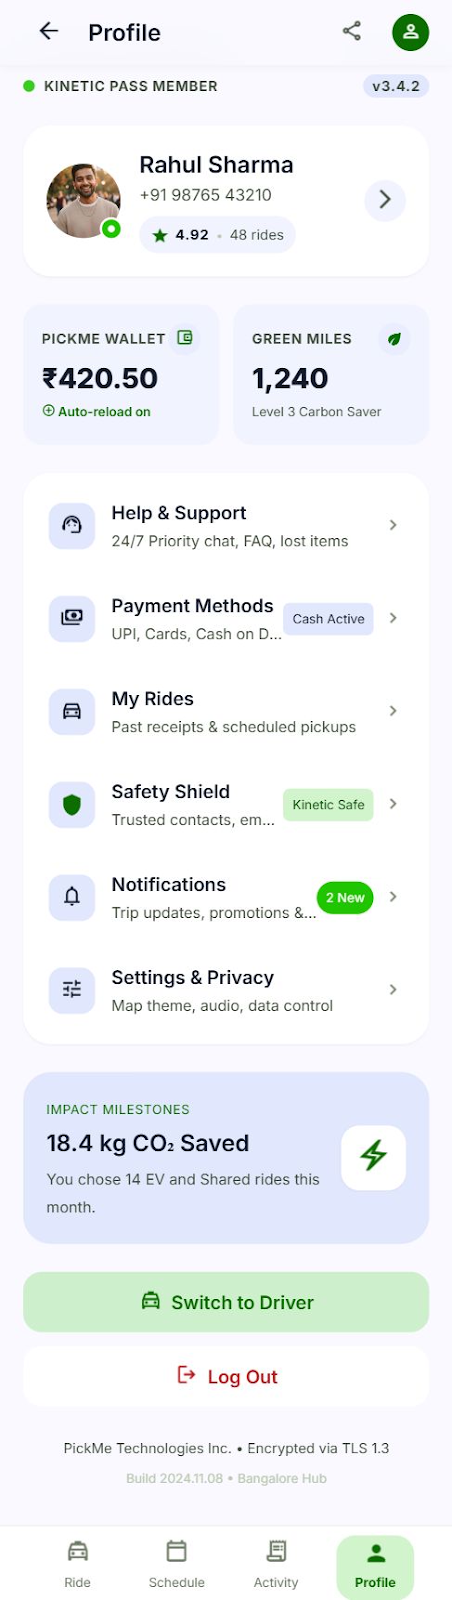 Profile
KINETIC PASS MEMBER
v3.4.2
Rahul Sharma
+91 98765 43210
4.92 • 48 rides
PICKME WALLET
₹420.50
Auto-reload on
GREEN MILES
1,240
Level 3 Carbon Saver
Help & Support
24/7 Priority chat, FAQ, lost items
Payment Methods
UPI, Cards, Cash on D...
Cash Active
My Rides
Past receipts & scheduled pickups
Safety Shield
Trusted contacts, em...
Kinetic Safe
Notifications
Trip updates, promotions &...
2 New
Settings & Privacy
Map theme, audio, data control
IMPACT MILESTONES
18.4 kg CO₂ Saved
You chose 14 EV and Shared rides this
month.
Switch to Driver
Log Out
PickMe Technologies Inc. • Encrypted via TLS 1.3
Build 2024.11.08 • Bangalore Hub
Ride
Schedule
Activity
Profile